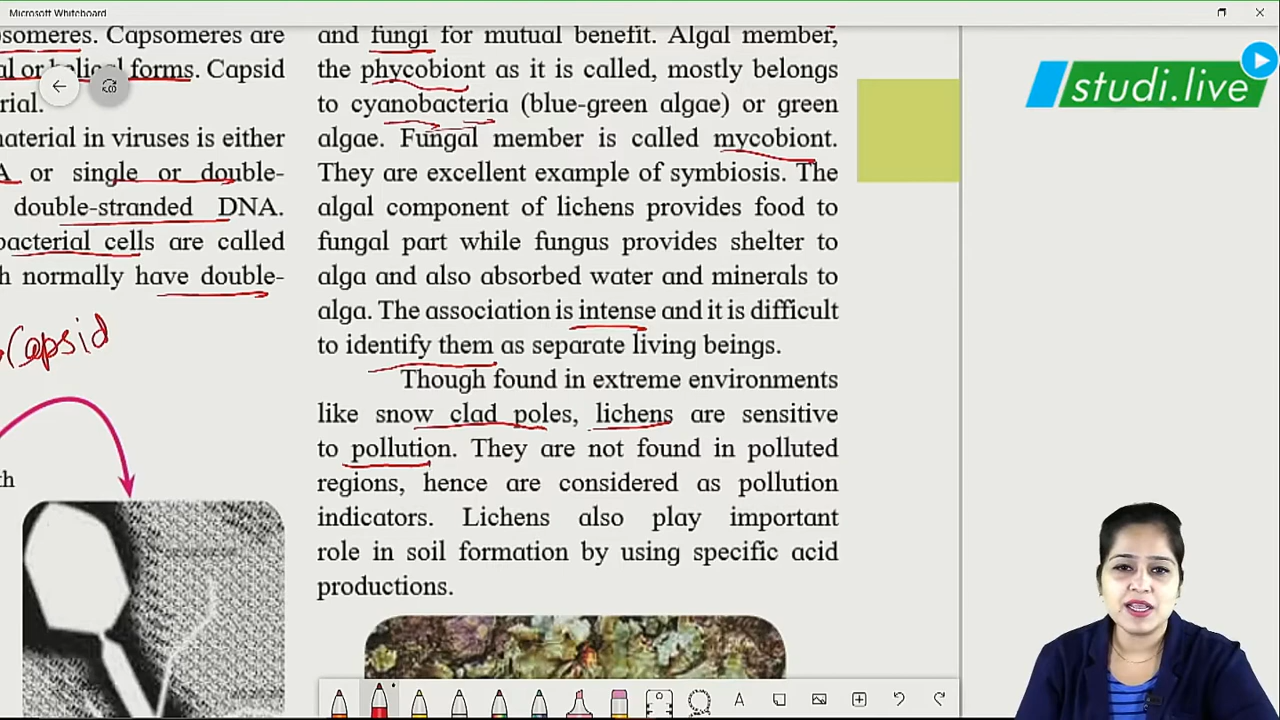 Microsoft Whiteboard
someres. Capsomeres are
al or helical forms. Capsid
rial.
naterial in viruses is either
A or single or double-
double-stranded DNA.
bacterial cells are called
h normally have double-
Capsid
th
and fungi for mutual benefit. Algal member,
the phycobiont as it is called, mostly belongs
to cyanobacteria (blue-green algae) or green
algae. Fungal member is called mycobiont.
They are excellent example of symbiosis. The
algal component of lichens provides food to
fungal part while fungus provides shelter to
alga and also absorbed water and minerals to
alga. The association is intense and it is difficult
to identify them as separate living beings.
Though found in extreme environments
like snow clad poles, lichens are sensitive
to pollution. They are not found in polluted
regions, hence are considered as pollution
indicators. Lichens also play important
role in soil formation by using specific acid
productions.
studi.live